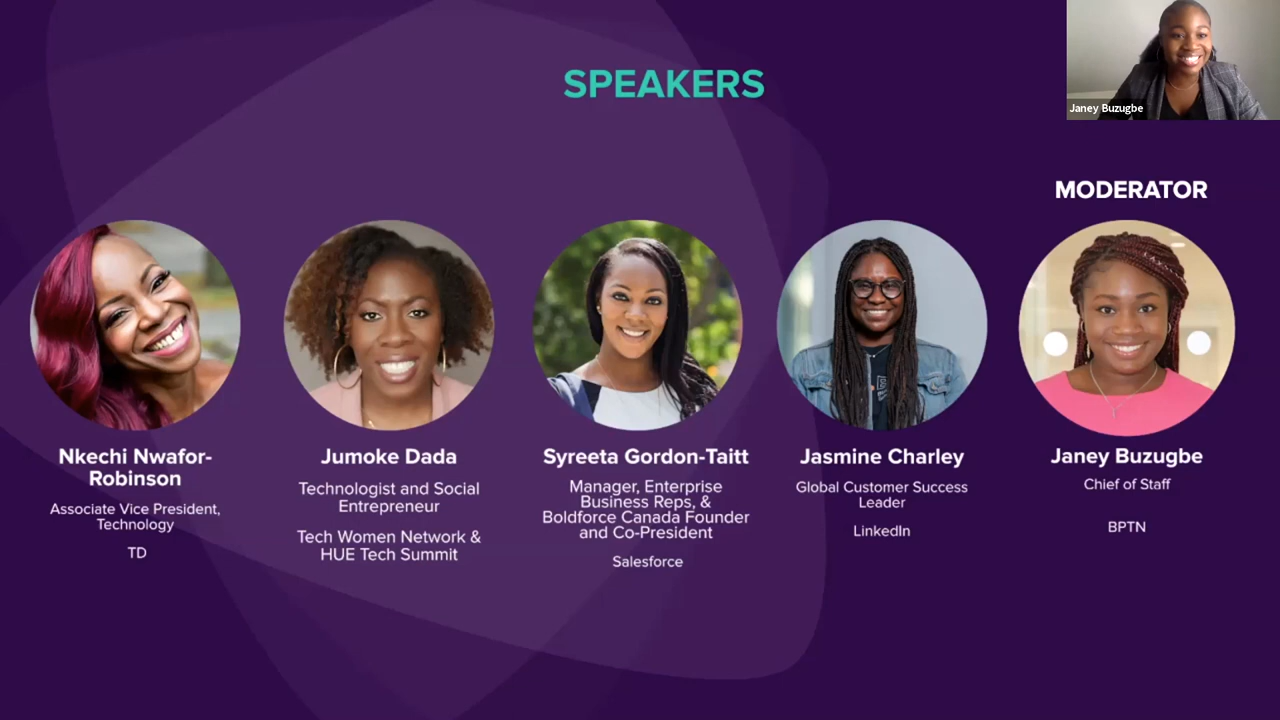 SPEAKERS
Janey Buzugbe
MODERATOR
Nkechi Nwafor-
Robinson
Associate Vice President,
Technology
TD
Jumoke Dada
Technologist and Social
Entrepreneur
Tech Women Network &
HUE Tech Summit
Syreeta Gordon-Taitt
Manager, Enterprise
Business Reps, &
Boldforce Canada Founder
and Co-President
Salesforce
Jasmine Charley
Global Customer Success
Leader
LinkedIn
Janey Buzugbe
Chief of Staff
BPTN